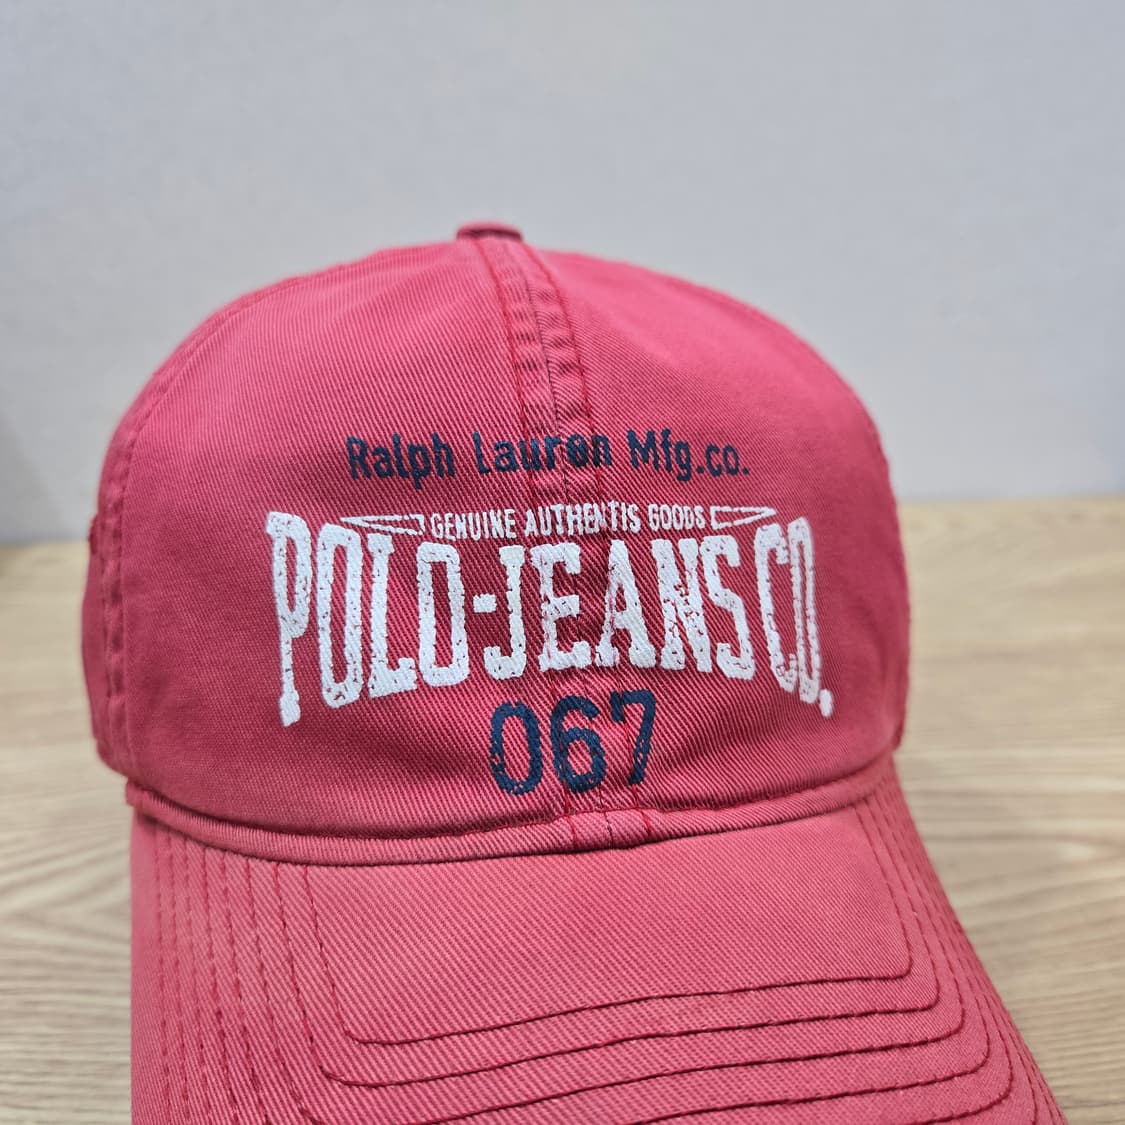 Ralph Lauren Mfg.co.
GENUINE AUTHENTIS GOODS
POLO-JEANS CO.
067